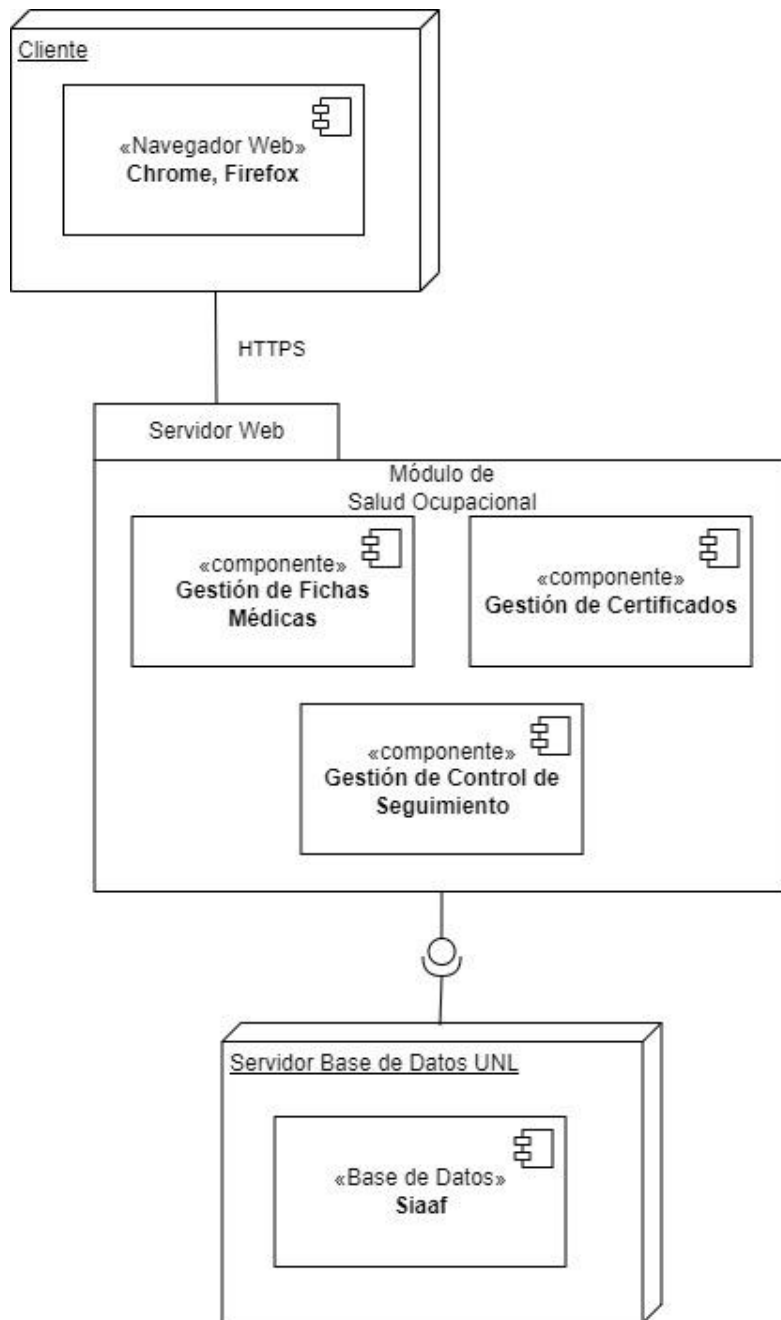 Cliente
«Navegador Web»
Chrome, Firefox
HTTPS
Servidor Web
Módulo de
Salud Ocupacional
«componente»
Gestión de Fichas
Médicas
«componente»
Gestión de Certificados
«componente»
Gestión de Control de
Seguimiento
Servidor Base de Datos UNL
«Base de Datos»
Siaaf